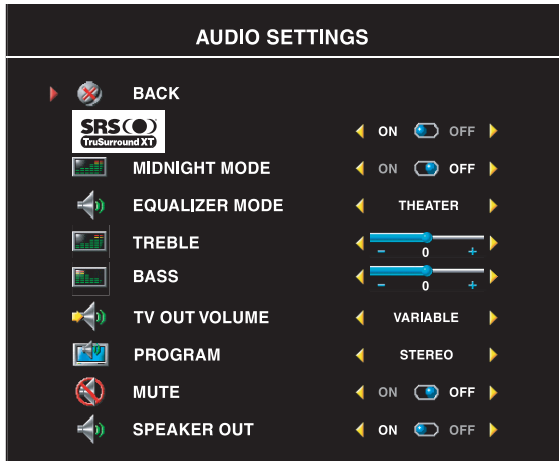 AUDIO SETTINGS
BACK
SRS
TruSurround XT
ON OFF
MIDNIGHT MODE ON OFF
EQUALIZER MODE THEATER
TREBLE - 0 +
BASS - 0 +
TV OUT VOLUME VARIABLE
PROGRAM STEREO
MUTE ON OFF
SPEAKER OUT ON OFF